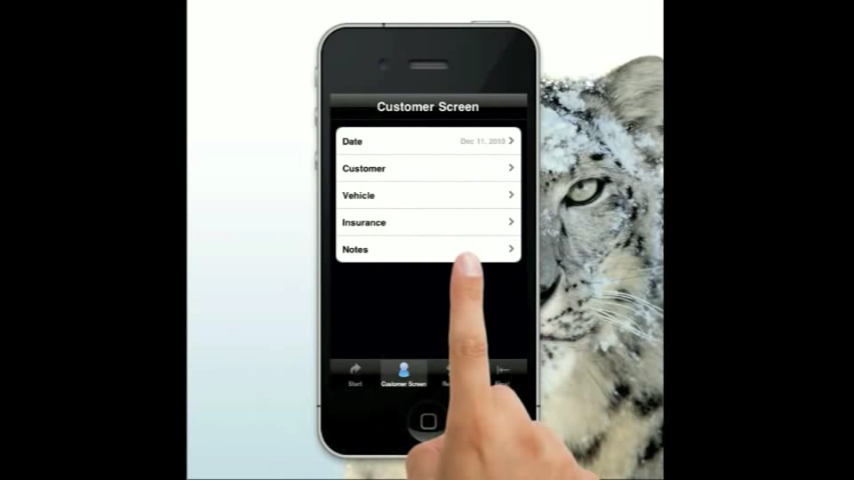 Customer Screen
Date Dec 11, 2010
Customer
Vehicle
Insurance
Notes
Start Customer Screen